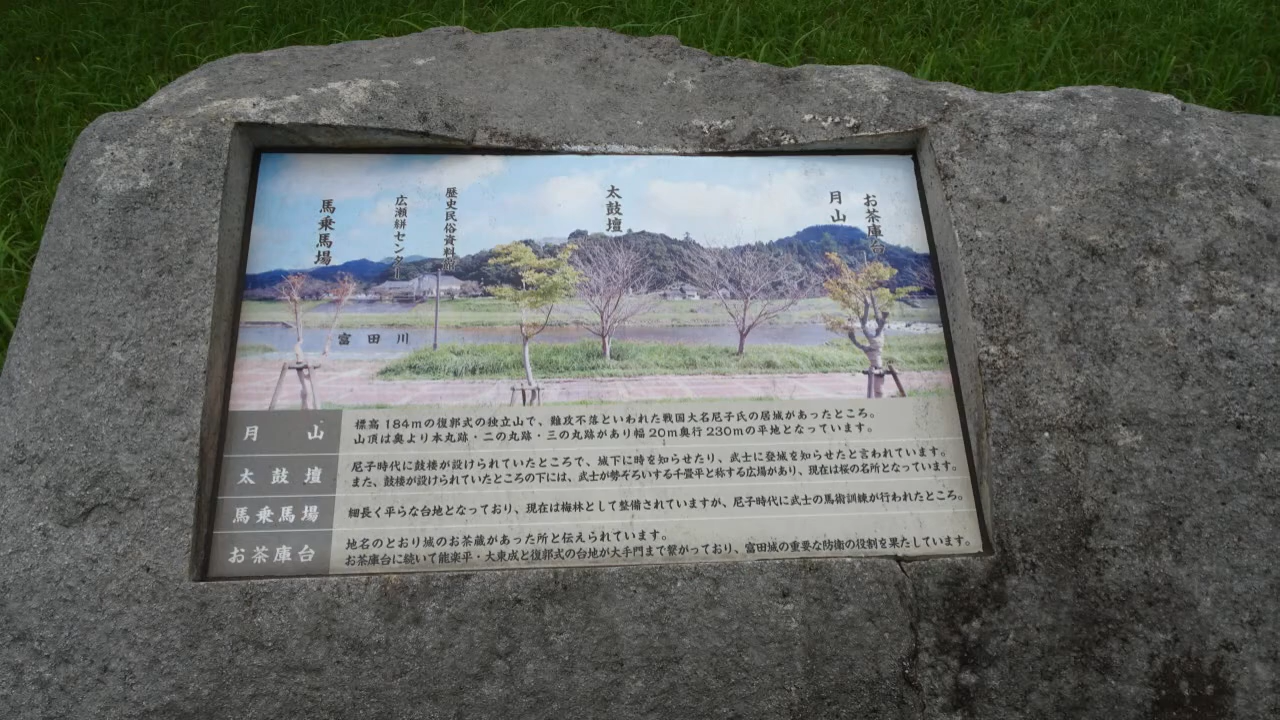 馬乗馬場
広瀬絣センター
歴史民俗資料館
太鼓壇
月山
お茶庫台
富田川
月山
標高184mの復郭式の独立山で、難攻不落といわれた戦国大名尼子氏の居城があったところ。
山頂は奥より本丸跡・二の丸跡・三の丸跡があり幅20m奥行230mの平地となっています。
太鼓壇
尼子時代に鼓楼が設けられていたところで、城下に時を知らせたり、武士に登城を知らせたと言われています。
また、鼓楼が設けられていたところの下には、武士が勢ぞろいする千畳平と称する広場があり、現在は桜の名所となっています。
馬乗馬場
細長く平らな台地となっており、現在は梅林として整備されていますが、尼子時代に武士の馬術訓練が行われたところ。
お茶庫台
地名のとおり城のお茶蔵があった所と伝えられています。
お茶庫台に続いて能楽平・大東成と復郭式の台地が大手門まで繋がっており、富田城の重要な防衛の役割を果たしています。